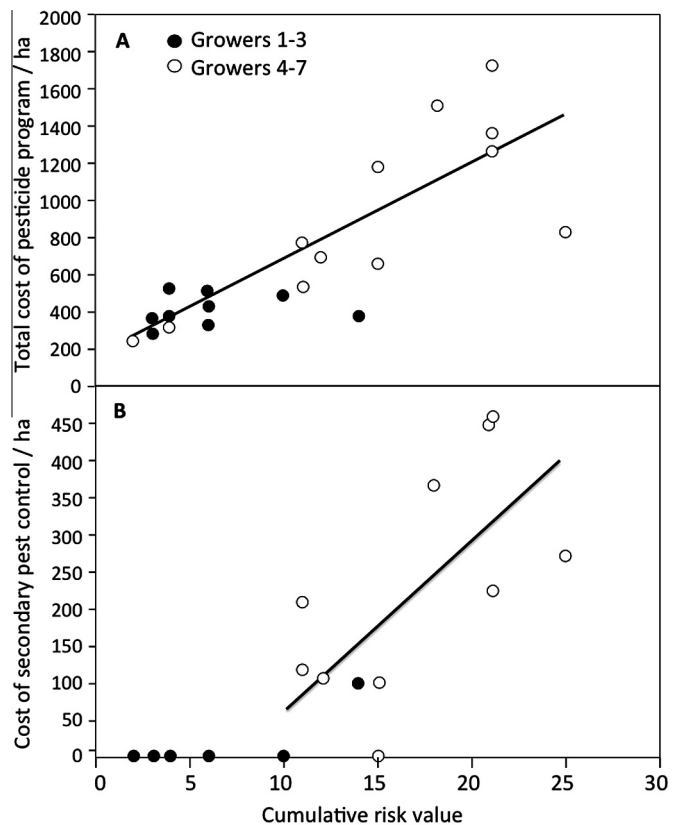 Total cost of pesticide program / ha
2000
1800
1600
1400
1200
1000
800
600
400
200
0
A
Growers 1-3
Growers 4-7
Cost of secondary pest control / ha
B
450
400
350
300
250
200
150
100
50
0
0 5 10 15 20 25 30
Cumulative risk value